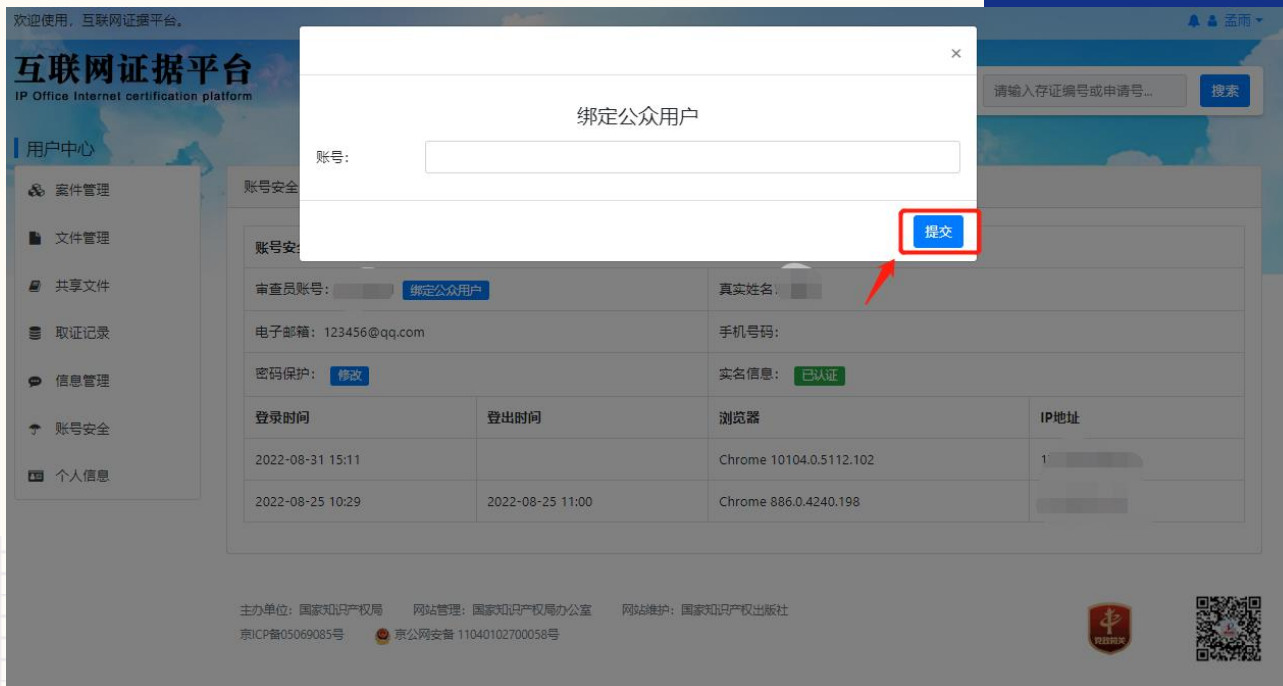 欢迎使用，互联网证据平台。
孟雨
互联网证据平台
IP Office Internet certification platform
×
请输入存证编号或申请号...
搜索
绑定公众用户
账号：
提交
用户中心
案件管理
文件管理
共享文件
取证记录
信息管理
账号安全
个人信息
账号安全
账号安
审查员账号： 绑定公众用户 真实姓名
电子邮箱：123456@qq.com 手机号码：
密码保护： 修改 实名信息： 已认证
登录时间 登出时间 浏览器 IP地址
2022-08-31 15:11 Chrome 10104.0.5112.102 1
2022-08-25 10:29 2022-08-25 11:00 Chrome 886.0.4240.198
主办单位：国家知识产权局 网站管理：国家知识产权局办公室 网站维护：国家知识产权出版社
京ICP备05069085号 京公网安备 11040102700058号
党政机关